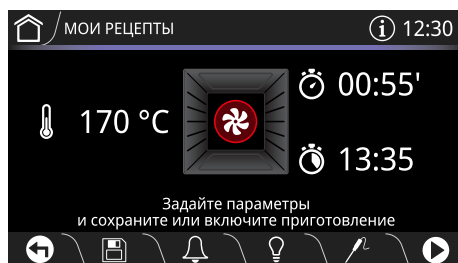 МОИ РЕЦЕПТЫ
12:30
170 °C
00:55'
13:35
Задайте параметры
и сохраните или включите приготовление